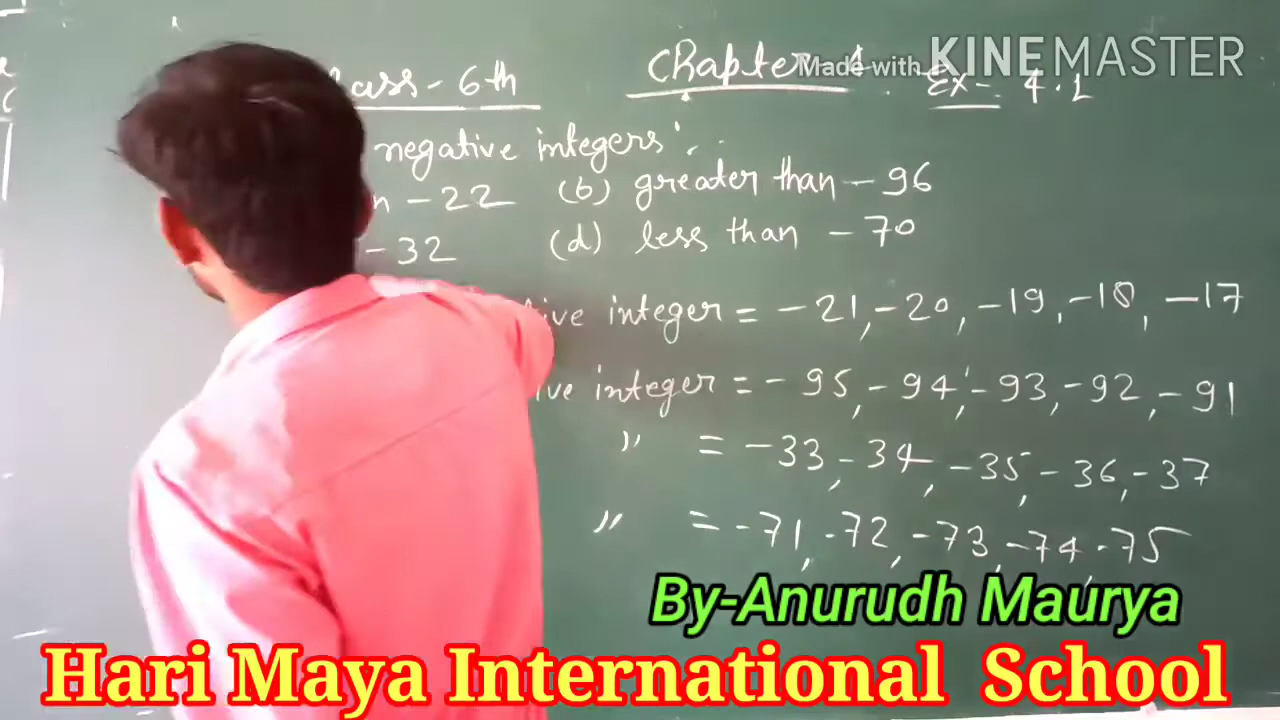 class - 6th Chapter Ex - 4.1
Made with KINEMASTER
negative integers :
n - 22 (b) greater than - 96
- 32 (d) less than - 70
ive integer = - 21, - 20, - 19, - 18, - 17
ive integer = - 95, - 94, - 93, - 92, - 91
" = - 33, - 34, - 35, - 36, - 37
" = - 71, - 72, - 73, - 74, - 75
By-Anurudh Maurya
Hari Maya International School